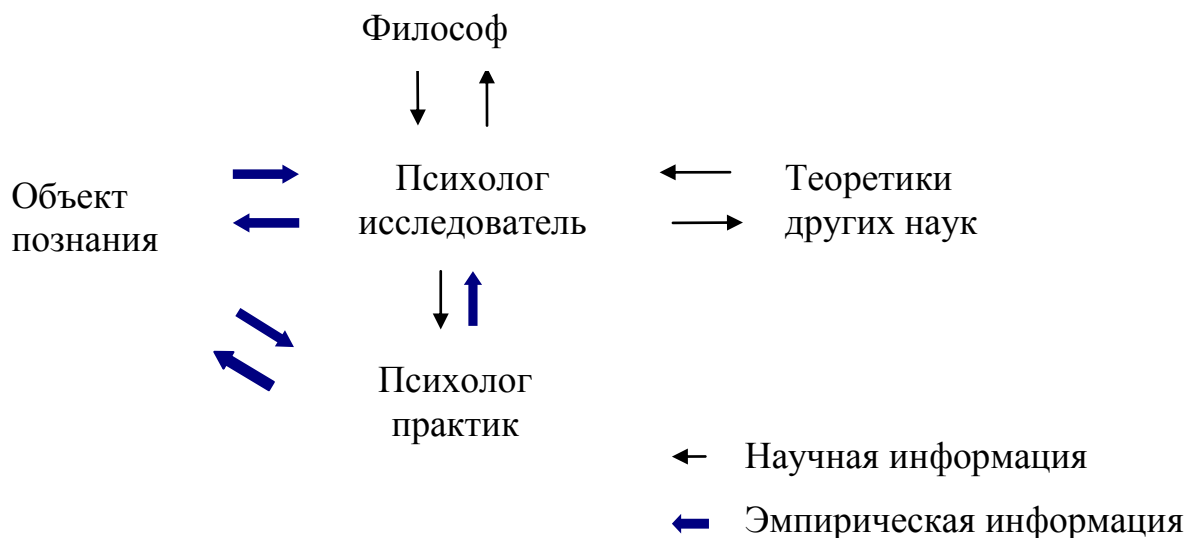 Философ
Объект
познания
Психолог
исследователь
Теоретики
других наук
Психолог
практик
Научная информация
Эмпирическая информация